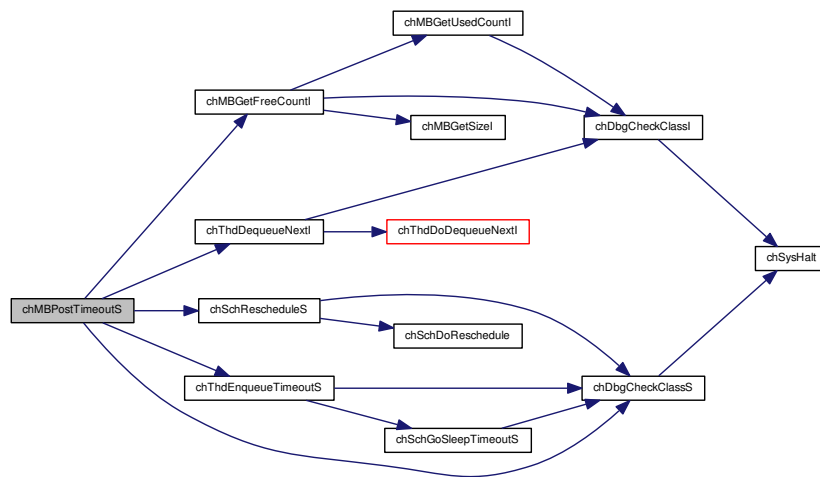 chMBGetUsedCountI
chMBGetFreeCountI
chMBGetSizeI
chDbgCheckClassI
chThdDequeueNextI
chThdDoDequeueNextI
chSysHalt
chMBPostTimeoutS
chSchRescheduleS
chSchDoReschedule
chThdEnqueueTimeoutS
chDbgCheckClassS
chSchGoSleepTimeoutS